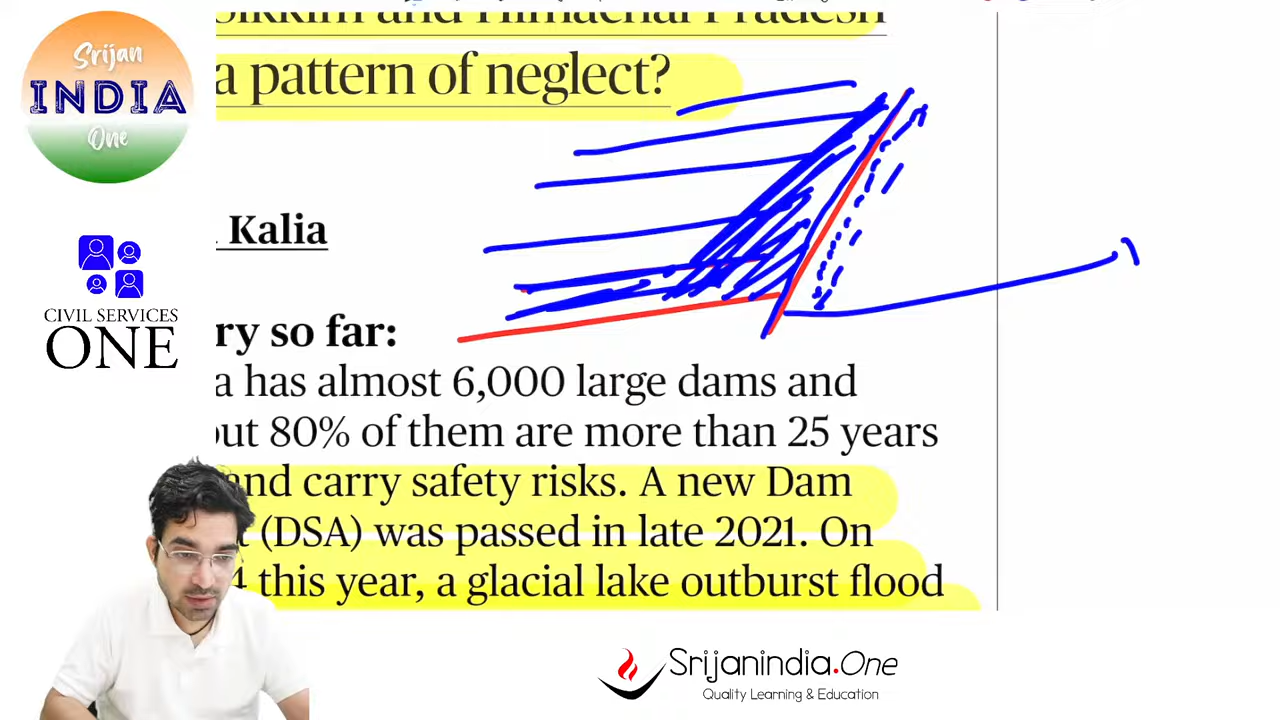 Sikkim and Himachal Pradesh
a pattern of neglect?
Srijan
INDIA
One
Kalia
CIVIL SERVICES
ONE
ry so far:
a has almost 6,000 large dams and
out 80% of them are more than 25 years
and carry safety risks. A new Dam
(DSA) was passed in late 2021. On
4 this year, a glacial lake outburst flood
Srijanindia.One
Quality Learning & Education